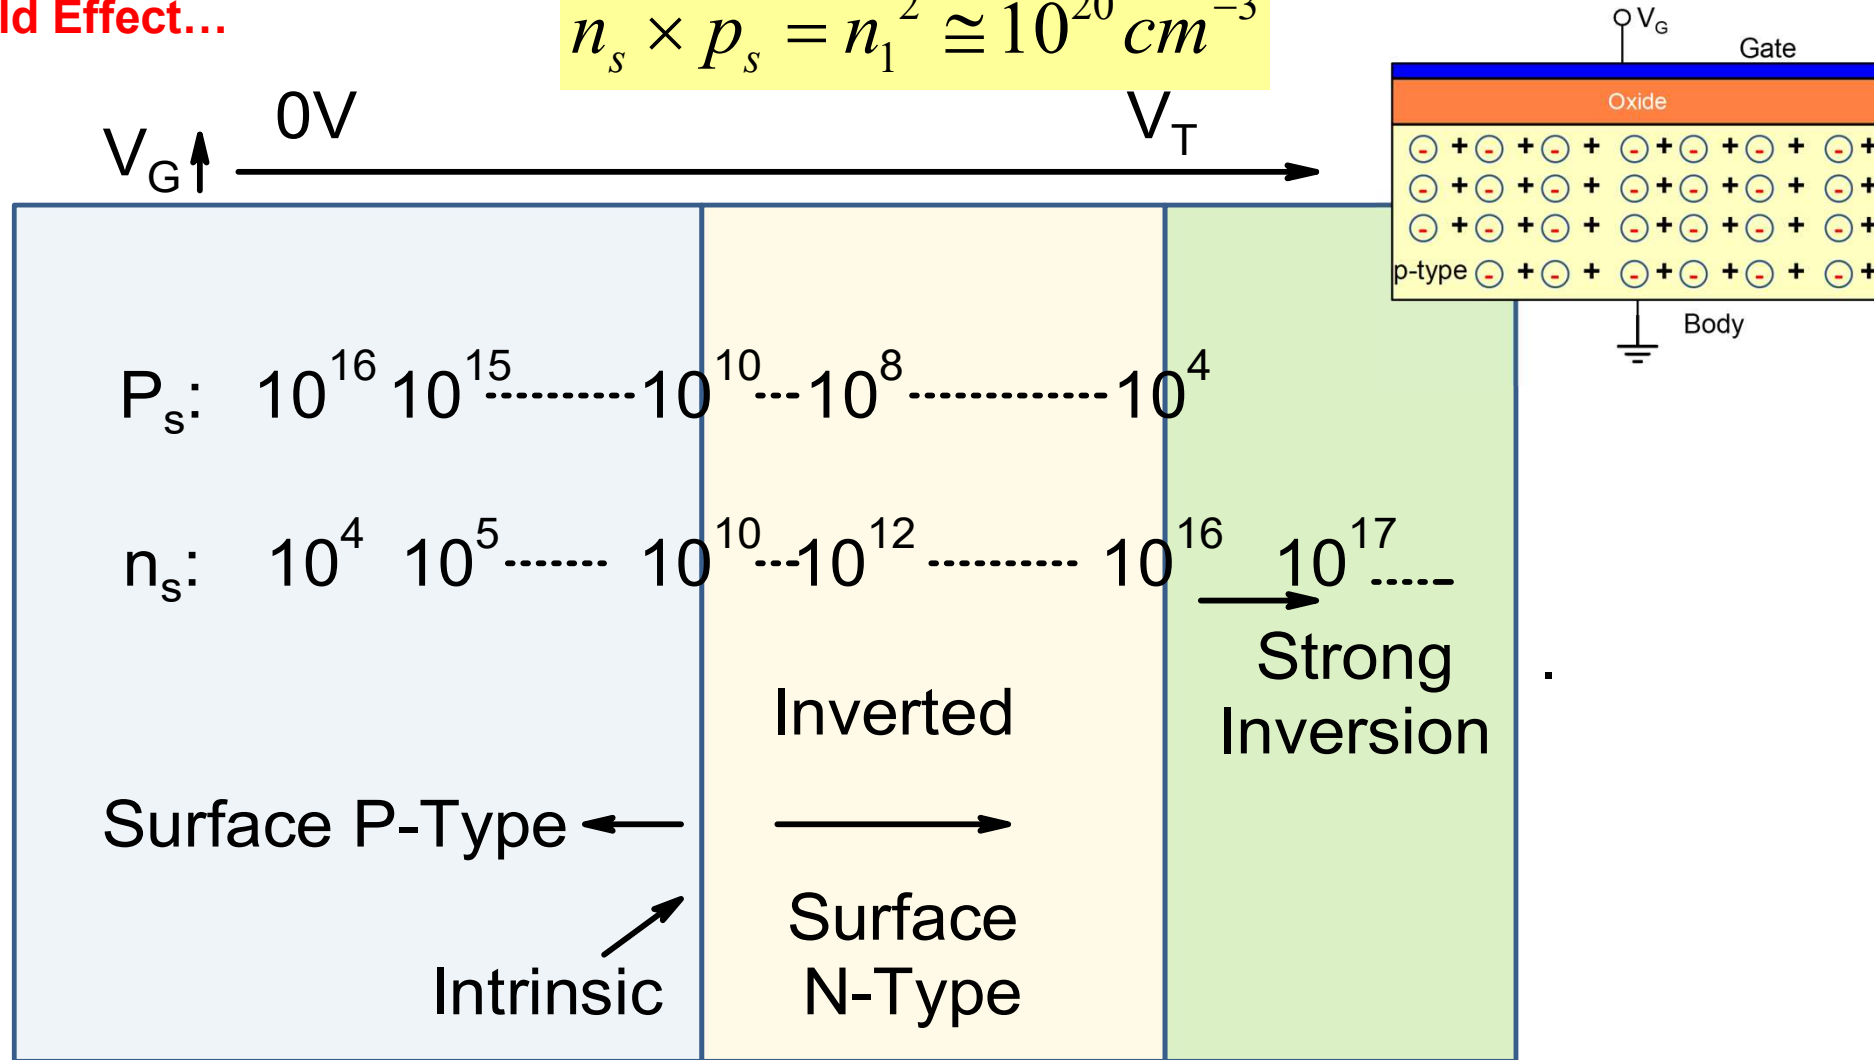 ld Effect...
n_s × p_s = n_1^2 ≅ 10^20 cm^-3
V_G
Gate
Oxide
p-type
Body
V_G 0V V_T
P_s: 10^16 10^15 --------- 10^10 --- 10^8 ------------- 10^4
n_s: 10^4 10^5 ------- 10^10 --- 10^12 ---------- 10^16 10^17 -----
Strong
Inversion
.
Inverted
Surface P-Type
Surface
N-Type
Intrinsic